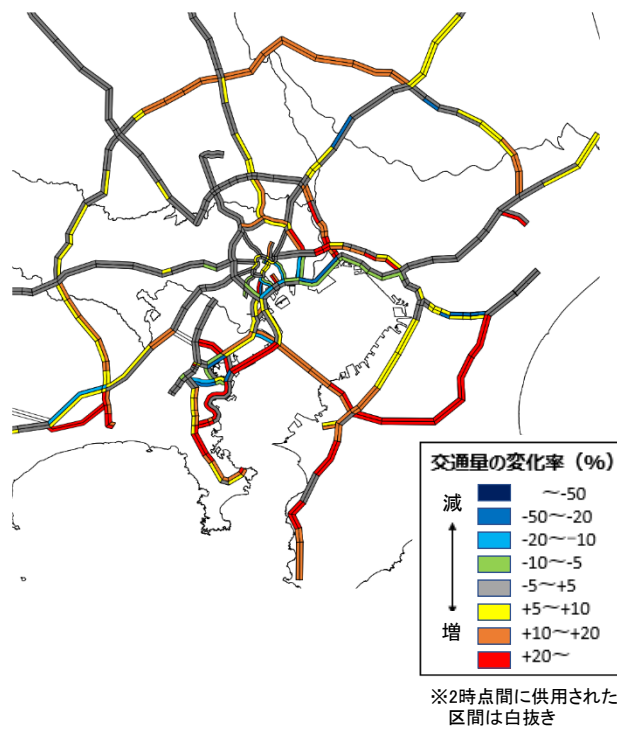 交通量の変化率（%）
減
～-50
-50～-20
-20～-10
-10～-5
-5～+5
+5～+10
+10～+20
+20～
増
※2時点間に供用された
区間は白抜き